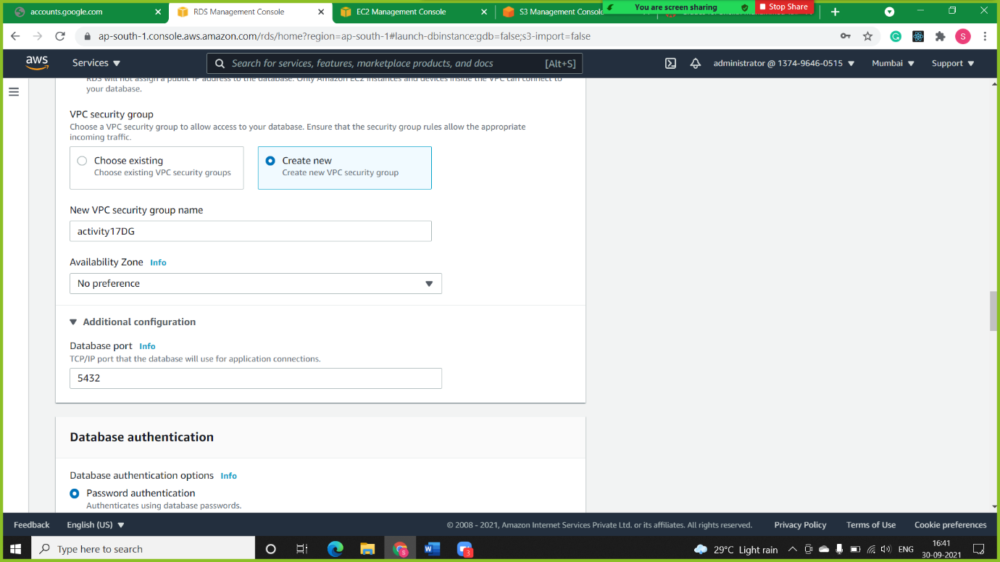 accounts.google.com
RDS Management Console
EC2 Management Console
S3 Management Console
You are screen sharing
Stop Share
ap-south-1.console.aws.amazon.com/rds/home?region=ap-south-1#launch-dbinstance:gdb=false;s3-import=false
S
aws
Services
Search for services, features, marketplace products, and docs
[Alt+S]
administrator @ 1374-9646-0515
Mumbai
Support
RDS will not assign a public IP address to the database. Only Amazon EC2 instances and devices inside the VPC can connect to
your database.
VPC security group
Choose a VPC security group to allow access to your database. Ensure that the security group rules allow the appropriate
incoming traffic.
Choose existing
Choose existing VPC security groups
Create new
Create new VPC security group
New VPC security group name
activity17DG
Availability Zone Info
No preference
Additional configuration
Database port Info
TCP/IP port that the database will use for application connections.
5432
Database authentication
Database authentication options Info
Password authentication
Authenticates using database passwords.
Feedback
English (US)
© 2008 - 2021, Amazon Internet Services Private Ltd. or its affiliates. All rights reserved.
Privacy Policy
Terms of Use
Cookie preferences
Type here to search
3
29°C Light rain
ENG
16:41
30-09-2021